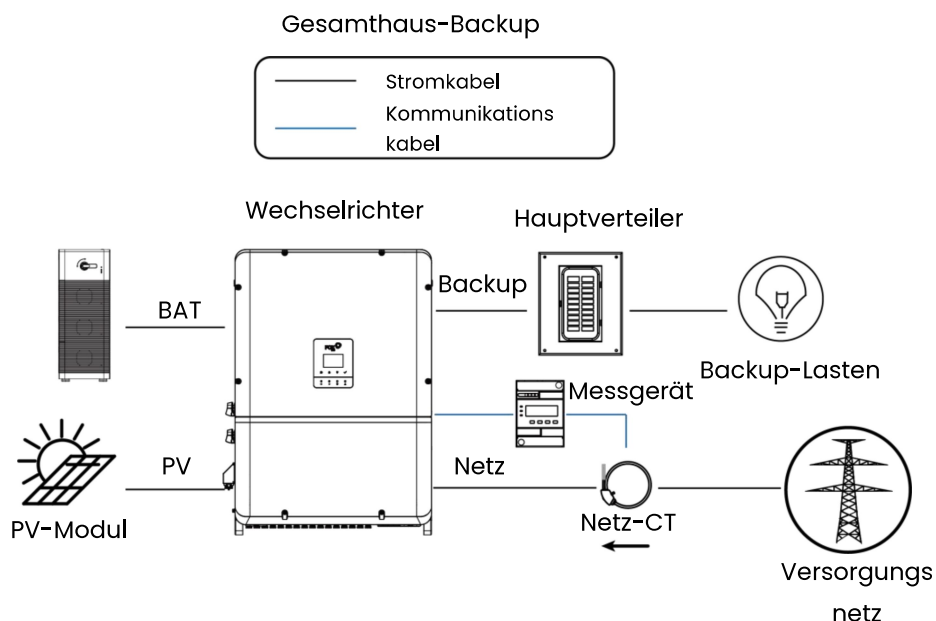 Gesamthaus-Backup
Stromkabel
Kommunikations
kabel
Wechselrichter
Hauptverteiler
BAT
Backup
Backup-Lasten
Messgerät
PV
Netz
PV-Modul
Netz-CT
Versorgungs
netz